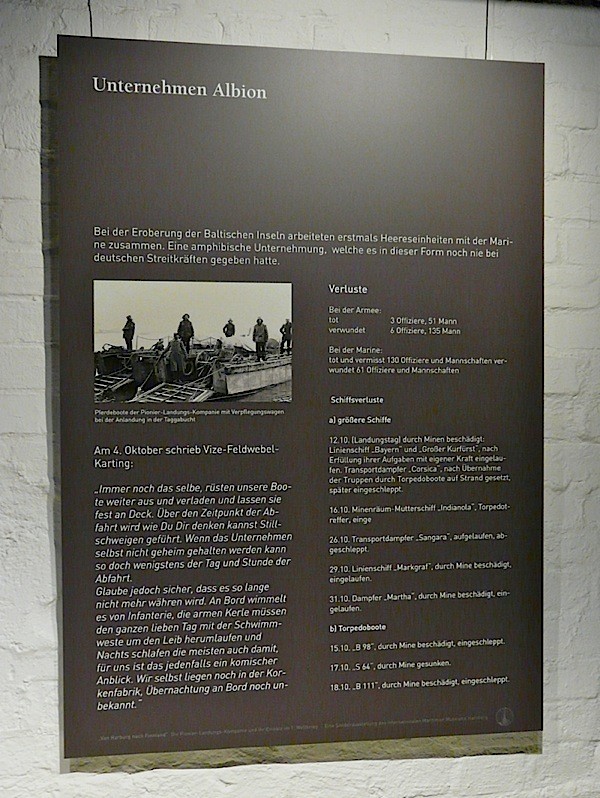 Unternehmen Albion
Bei der Eroberung der Baltischen Inseln arbeiteten erstmals Heereseinheiten mit der Mari-
ne zusammen. Eine amphibische Unternehmung, welche es in dieser Form noch nie bei
deutschen Streitkräften gegeben hatte.
Pferdeboote der Pionier-Landungs-Kompanie mit Verpflegungswagen
bei der Anlandung in der Taggabucht
Am 4. Oktober schrieb Vize-Feldwebel-
Karting:
„Immer noch das selbe, rüsten unsere Boo-
te weiter aus und verladen und lassen sie
fest an Deck. Über den Zeitpunkt der Ab-
fahrt wird wie Du Dir denken kannst Still-
schweigen geführt. Wenn das Unternehmen
selbst nicht geheim gehalten werden kann
so doch wenigstens der Tag und Stunde der
Abfahrt.
Glaube jedoch sicher, dass es so lange
nicht mehr währen wird. An Bord wimmelt
es von Infanterie, die armen Kerle müssen
den ganzen lieben Tag mit der Schwimm-
weste um den Leib herumlaufen und
Nachts schlafen die meisten auch damit,
für uns ist das jedenfalls ein komischer
Anblick. Wir selbst liegen noch in der Kor-
kenfabrik, Übernachtung an Bord noch un-
bekannt."
Verluste
Bei der Armee:
tot 3 Offiziere, 51 Mann
verwundet 6 Offiziere, 135 Mann
Bei der Marine:
tot und vermisst 130 Offiziere und Mannschaften ver-
wundet 61 Offiziere und Mannschaften
Schiffsverluste
a) größere Schiffe
12.10. (Landungstag) durch Minen beschädigt:
Linienschiff „Bayern" und „Großer Kurfürst", nach
Erfüllung ihrer Aufgaben mit eigener Kraft eingelau-
fen. Transportdampfer „Corsica", nach Übernahme
der Truppen durch Torpedoboote auf Strand gesetzt,
später eingeschleppt.
16.10. Minenräum-Mutterschiff „Indianola", Torpedot-
reffer, einge
26.10. Transportdampfer „Sangara", aufgelaufen, ab-
geschleppt.
29.10. Linienschiff „Markgraf", durch Mine beschädigt,
eingelaufen.
31.10. Dampfer „Martha", durch Mine beschädigt, ein-
gelaufen.
b) Torpedoboote
15.10. „B 98", durch Mine beschädigt, eingeschleppt.
17.10. „S 64", durch Mine gesunken.
18.10. „B 111", durch Mine beschädigt, eingeschleppt.